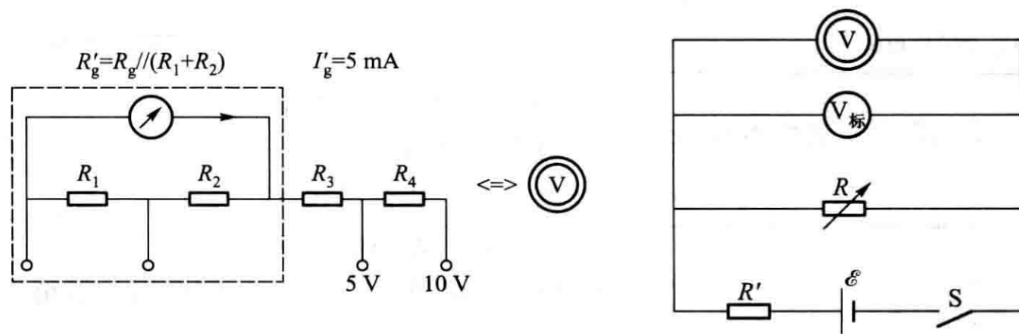 R'g=Rg//(R1+R2)
I'g=5 mA
R1
R2
R3
R4
<=>
V
5 V
10 V
V
V标
R
R'
ℰ
S